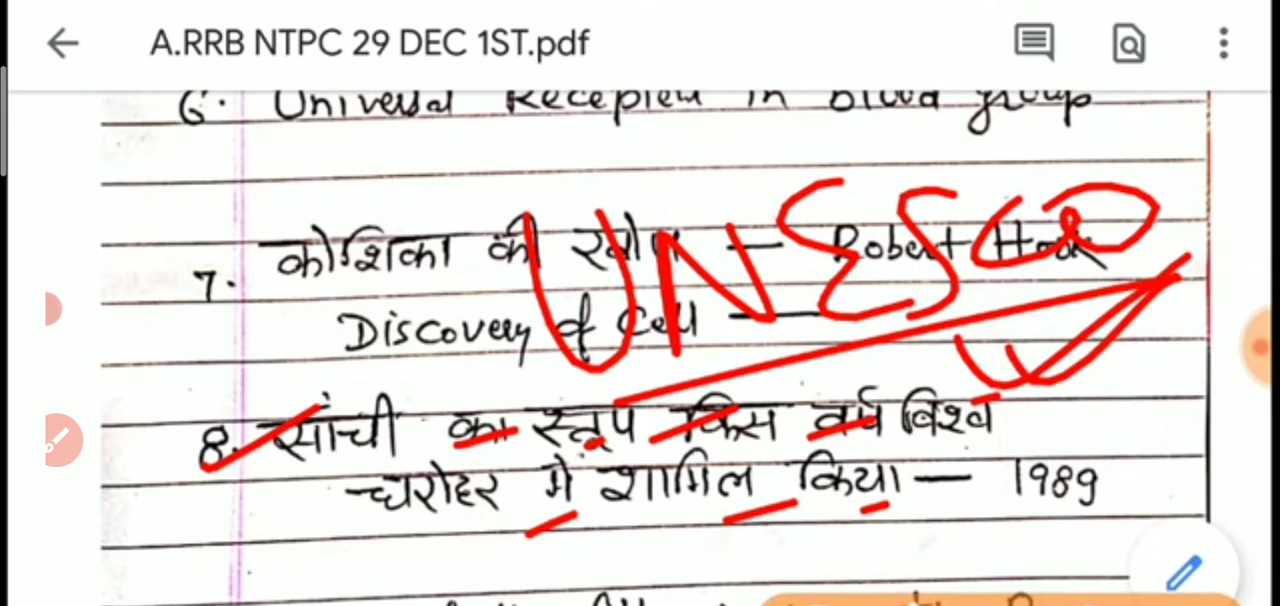 A.RRB NTPC 29 DEC 1ST.pdf
6. Universal Recepient in blood group
7. कोशिका की खोज — Robert Hook
UNESCO
Discovery of Cell —
8. सांची का स्तूप किस वर्ष विश्व
धरोहर में शामिल किया — 1989